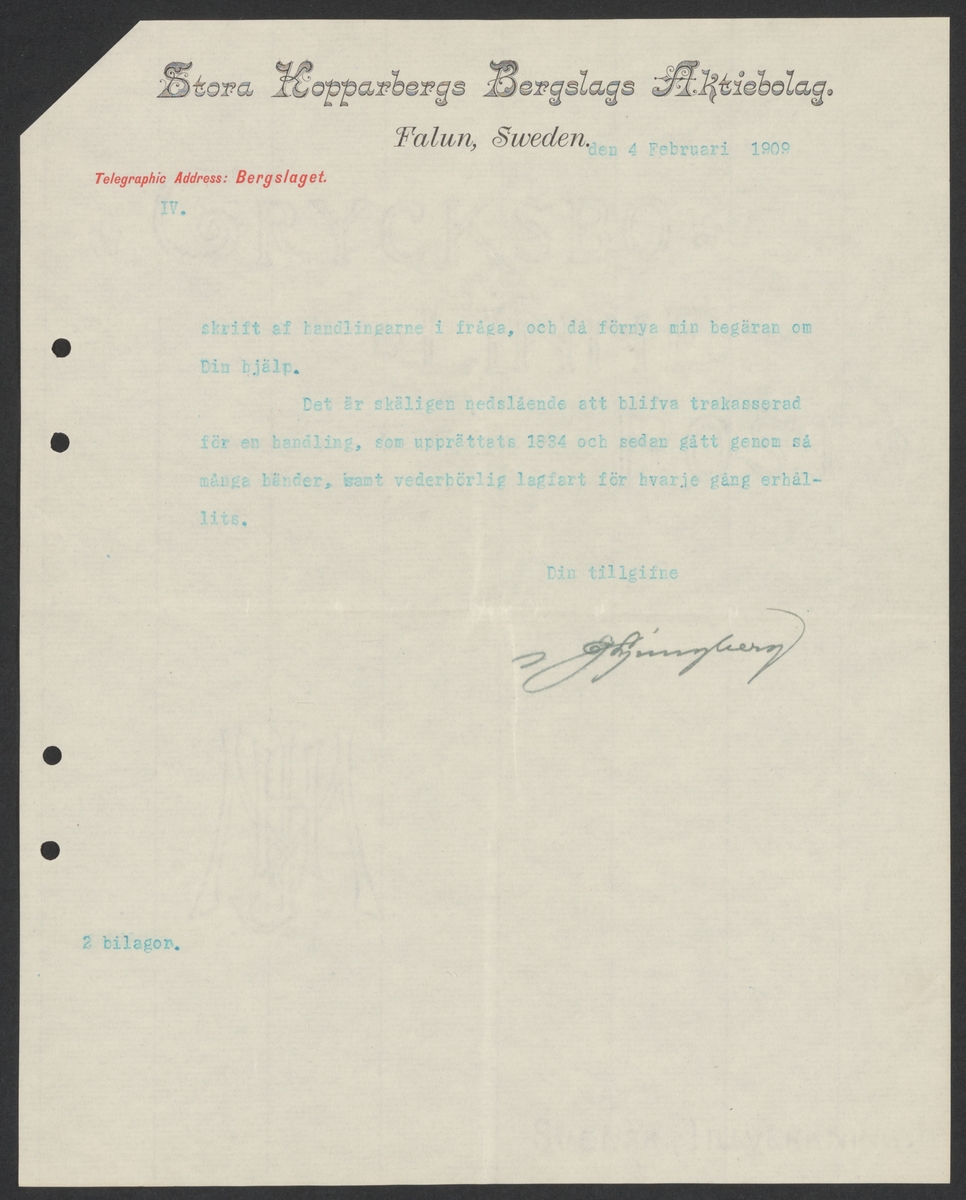 Stora Kopparbergs Bergslags Aktiebolag.
Falun, Sweden.
den 4 Februari 1909
Telegraphic Address: Bergslaget.
IV.
skrift af handlingarne i fråga, och då förnya min begäran om
Din hjälp.
Det är skäligen nedslående att blifva trakasserad
för en handling, som upprättats 1884 och sedan gått genom så
många händer, samt vederbörlig lagfart för hvarje gång erhål-
lits.
Din tillgifne
Ljungberg
2 bilagor.